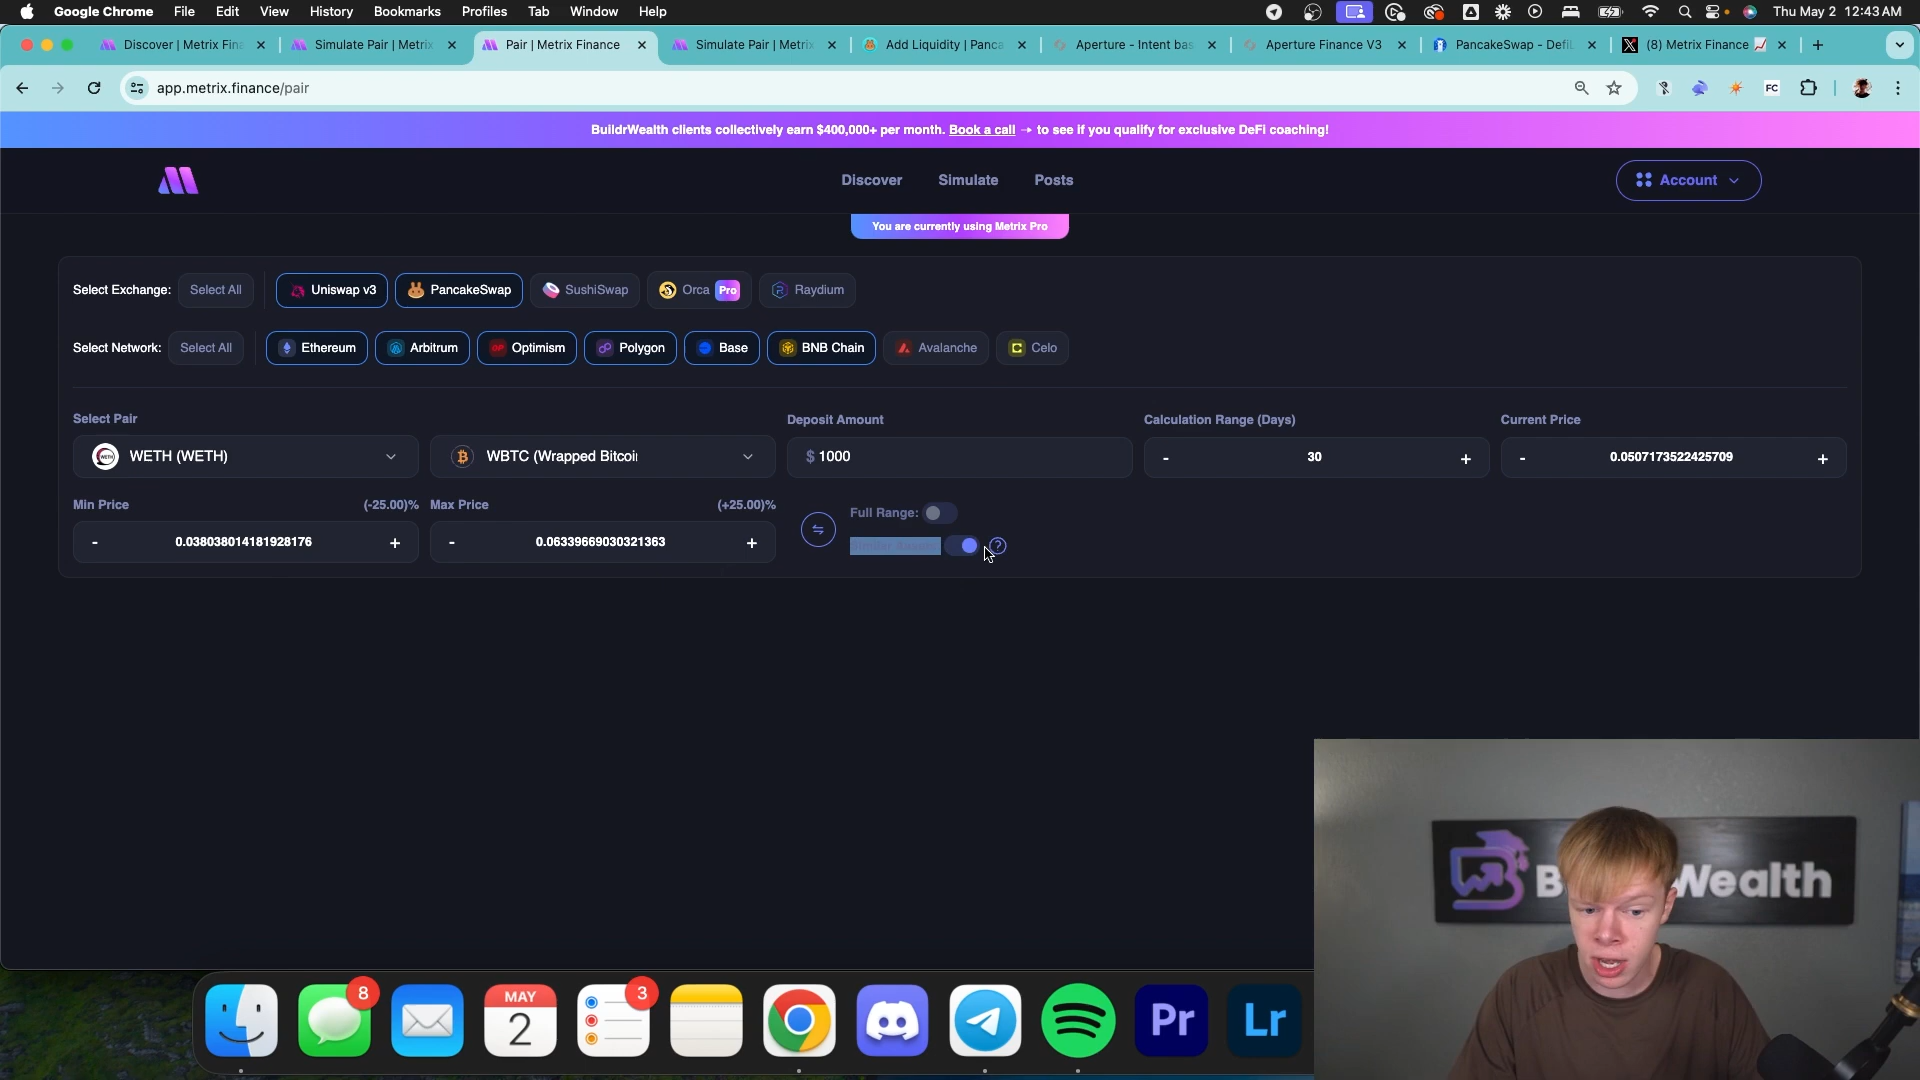 Google Chrome File Edit View History Bookmarks Profiles Tab Window Help Thu May 2 12:43 AM
Discover | Metrix Fina Simulate Pair | Metrix Pair | Metrix Finance Simulate Pair | Metrix Add Liquidity | Panca Aperture - Intent bas Aperture Finance V3 PancakeSwap - DefiL (8) Metrix Finance
app.metrix.finance/pair FC
BuildrWealth clients collectively earn $400,000+ per month. Book a call → to see if you qualify for exclusive DeFi coaching!
Discover Simulate Posts Account
You are currently using Metrix Pro
Select Exchange: Select All Uniswap v3 PancakeSwap SushiSwap Orca Pro Raydium
Select Network: Select All Ethereum Arbitrum Optimism Polygon Base BNB Chain Avalanche Celo
Select Pair Deposit Amount Calculation Range (Days) Current Price
WETH (WETH) WBTC (Wrapped Bitcoin $ 1000 - 30 + - 0.0507173522425709 +
Min Price (-25.00)% Max Price (+25.00)%
Full Range:
- 0.038038014181928176 + - 0.06339669030321363 +
?
8 MAY 2 3 Pr Lr
B Wealth